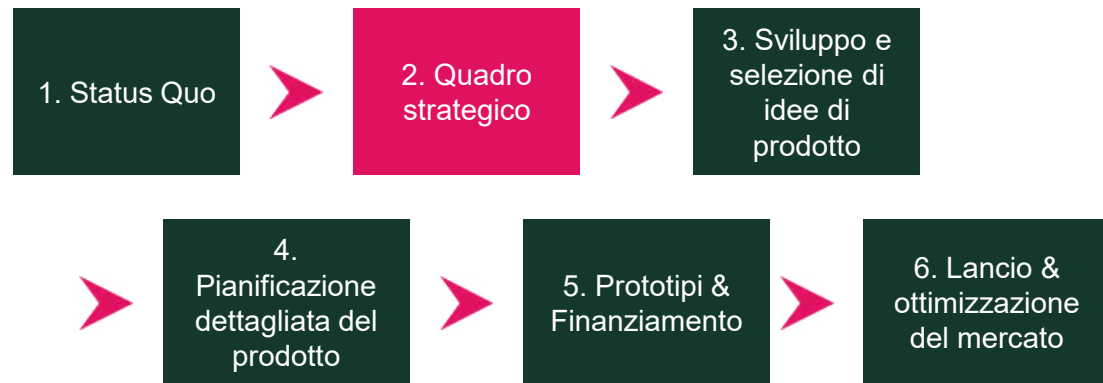 1. Status Quo
2. Quadro
strategico
3. Sviluppo e
selezione di
idee di
prodotto
4.
Pianificazione
dettagliata del
prodotto
5. Prototipi &
Finanziamento
6. Lancio &
ottimizzazione
del mercato